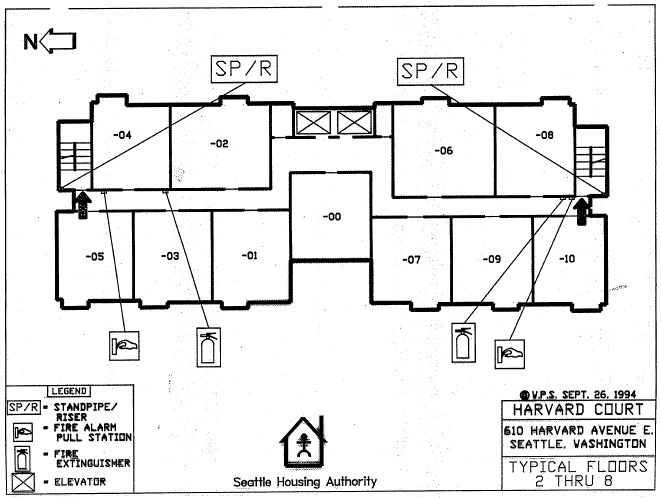 N
SP/R
SP/R
-04
-02
-06
-08
-00
-05
-03
-01
-07
-09
-10
LEGEND
SP/R = STANDPIPE/
RISER
= FIRE ALARM
PULL STATION
= FIRE
EXTINGUISHER
= ELEVATOR
Seattle Housing Authority
@ V.P.S. SEPT. 26, 1994
HARVARD COURT
610 HARVARD AVENUE E.
SEATTLE, WASHINGTON
TYPICAL FLOORS
2 THRU 8